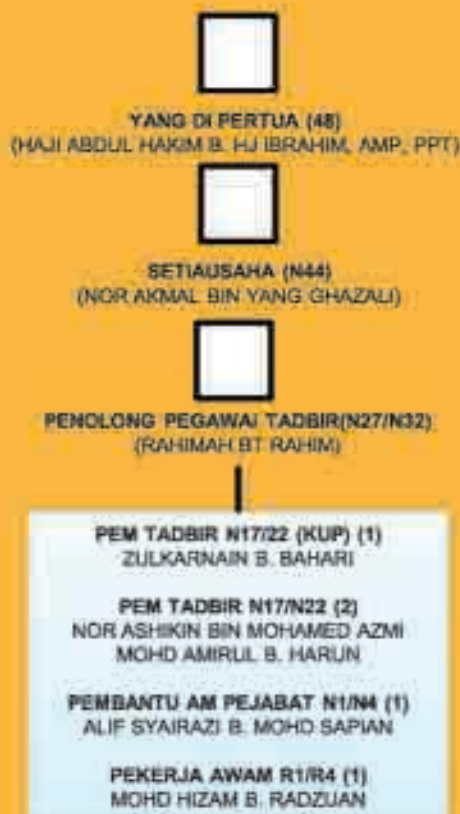 YANG DI PERTUA (48)
(HAJI ABDUL HAKIM B. HJ IBRAHIM, AMP, PPT)
SETIAUSAHA (N44)
(NOR AKMAL BIN YANG GHAZALI)
PENOLONG PEGAWAI TADBIR(N27/N32)
(RAHIMAH BT RAHIM)
PEM TADBIR N17/22 (KUP) (1)
ZULKARNAIN B. BAHARI
PEM TADBIR N17/N22 (2)
NOR ASHIKIN BIN MOHAMED AZMI
MOHD AMIRUL B. HARUN
PEMBANTU AM PEJABAT N1/N4 (1)
ALIF SYAIRAZI B. MOHD SAPIAN
PEKERJA AWAM R1/R4 (1)
MOHD HIZAM B. RADZUAN